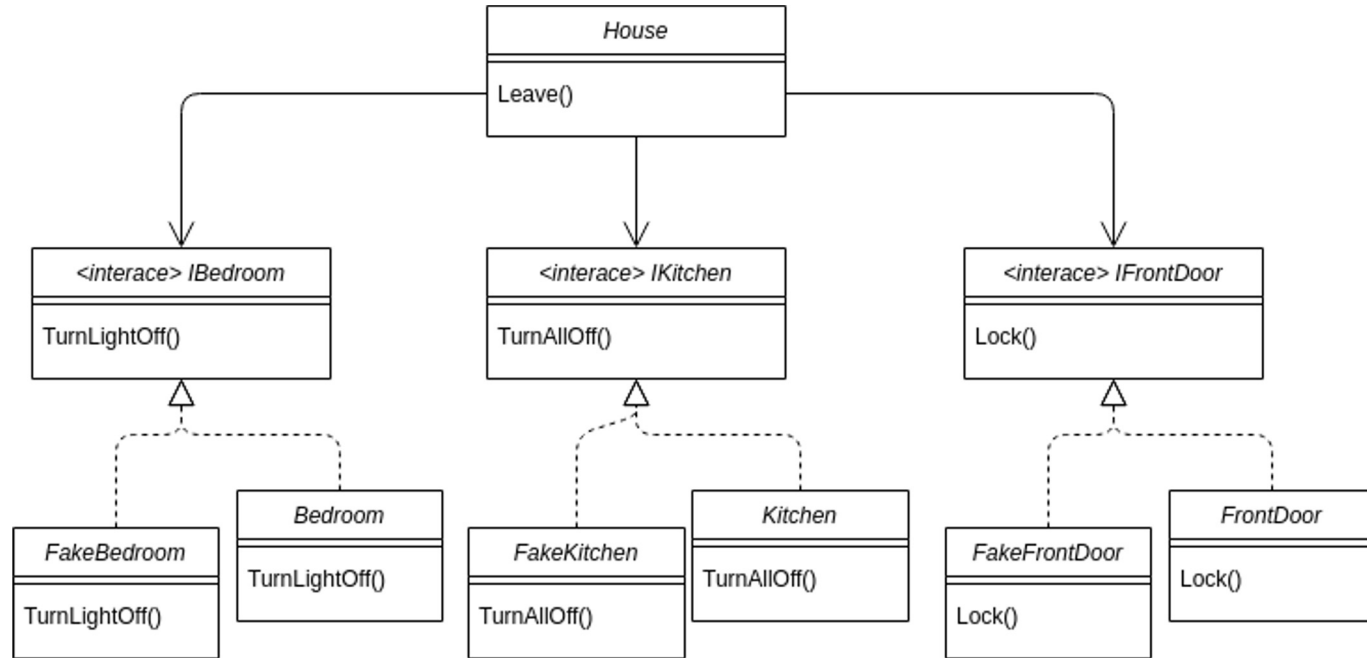 House
Leave()
<interace> IBedroom
TurnLightOff()
<interace> IKitchen
TurnAllOff()
<interace> IFrontDoor
Lock()
FakeBedroom
TurnLightOff()
Bedroom
TurnLightOff()
FakeKitchen
TurnAllOff()
Kitchen
TurnAllOff()
FakeFrontDoor
Lock()
FrontDoor
Lock()